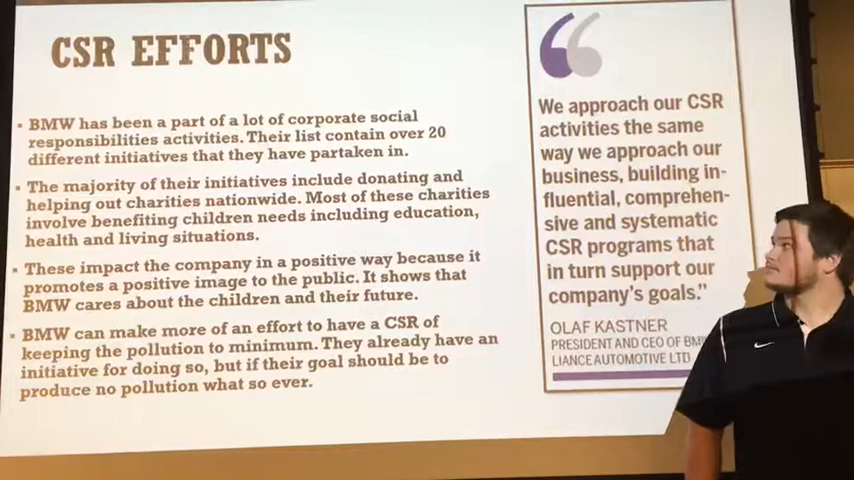 CSR EFFORTS
BMW has been a part of a lot of corporate social
responsibilities activities. Their list contain over 20
different initiatives that they have partaken in.
The majority of their initiatives include donating and
helping out charities nationwide. Most of these charities
involve benefiting children needs including education,
health and living situations.
These impact the company in a positive way because it
promotes a positive image to the public. It shows that
BMW cares about the children and their future.
BMW can make more of an effort to have a CSR of
keeping the pollution to minimum. They already have an
initiative for doing so, but if their goal should be to
produce no pollution what so ever.
We approach our CSR
activities the same
way we approach our
business, building in-
fluential, comprehen-
sive and systematic
CSR programs that
in turn support our
company's goals."
OLAF KASTNER
PRESIDENT AND CEO OF
LIANCE AUTOMOTIVE LTD